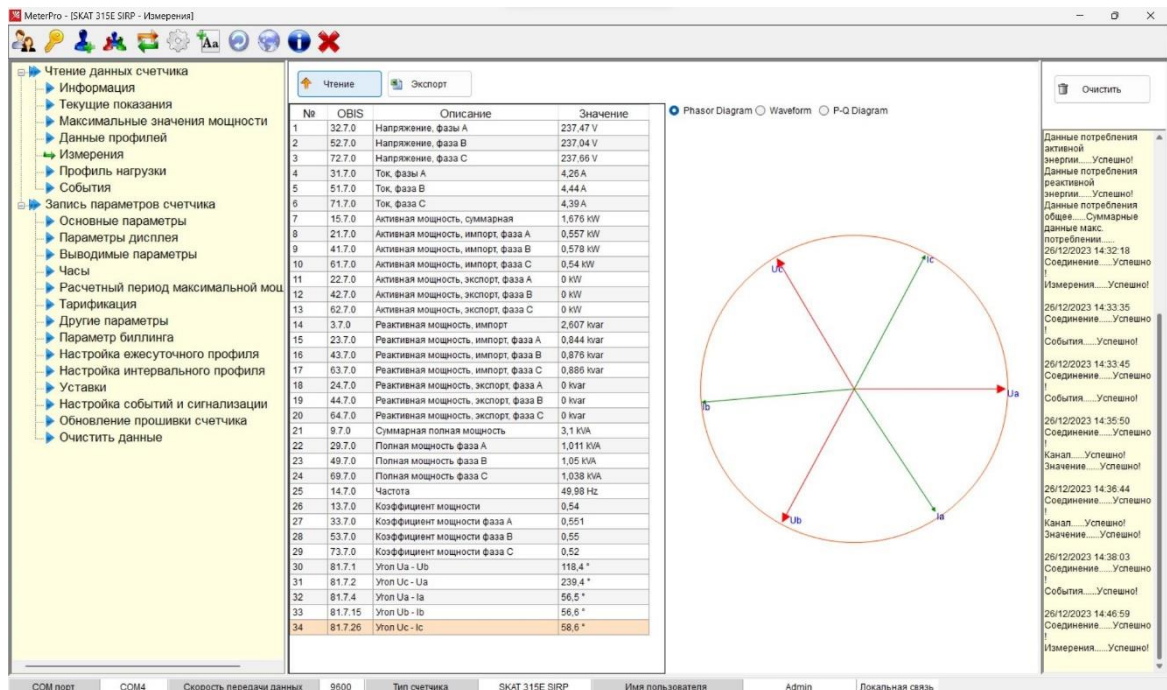 MeterPro - [SKAT 315E SIRP - Измерения]
Чтение данных счетчика
Информация
Текущие показания
Максимальные значения мощности
Данные профилей
Измерения
Профиль нагрузки
События
Запись параметров счетчика
Основные параметры
Параметры дисплея
Выводимые параметры
Часы
Расчетный период максимальной мощ
Тарификация
Другие параметры
Параметр биллинга
Настройка ежесуточного профиля
Настройка интервального профиля
Уставки
Настройка событий и сигнализации
Обновление прошивки счетчика
Очистить данные
Чтение Экспорт
№ OBIS Описание Значение
1 32.7.0 Напряжение, фазы A 237,47 V
2 52.7.0 Напряжение, фаза B 237,04 V
3 72.7.0 Напряжение, фаза C 237,66 V
4 31.7.0 Ток, фазы A 4,26 A
5 51.7.0 Ток, фаза B 4,44 A
6 71.7.0 Ток, фаза C 4,39 A
7 15.7.0 Активная мощность, суммарная 1,676 kW
8 21.7.0 Активная мощность, импорт, фаза A 0,557 kW
9 41.7.0 Активная мощность, импорт, фаза B 0,578 kW
10 61.7.0 Активная мощность, импорт, фаза C 0,54 kW
11 22.7.0 Активная мощность, экспорт, фаза A 0 kW
12 42.7.0 Активная мощность, экспорт, фаза B 0 kW
13 62.7.0 Активная мощность, экспорт, фаза C 0 kW
14 3.7.0 Реактивная мощность, импорт 2,607 kvar
15 23.7.0 Реактивная мощность, импорт, фаза A 0,844 kvar
16 43.7.0 Реактивная мощность, импорт, фаза B 0,876 kvar
17 63.7.0 Реактивная мощность, импорт, фаза C 0,886 kvar
18 24.7.0 Реактивная мощность, экспорт, фаза A 0 kvar
19 44.7.0 Реактивная мощность, экспорт, фаза B 0 kvar
20 64.7.0 Реактивная мощность, экспорт, фаза C 0 kvar
21 9.7.0 Суммарная полная мощность 3,1 kVA
22 29.7.0 Полная мощность фаза A 1,011 kVA
23 49.7.0 Полная мощность фаза B 1,05 kVA
24 69.7.0 Полная мощность фаза C 1,038 kVA
25 14.7.0 Частота 49,98 Hz
26 13.7.0 Коэффициент мощности 0,54
27 33.7.0 Коэффициент мощности фаза A 0,551
28 53.7.0 Коэффициент мощности фаза B 0,55
29 73.7.0 Коэффициент мощности фаза C 0,52
30 81.7.1 Угол Ua - Ub 118,4 °
31 81.7.2 Угол Uc - Ua 239,4 °
32 81.7.4 Угол Ua - Ia 56,5 °
33 81.7.15 Угол Ub - Ib 56,6 °
34 81.7.26 Угол Uc - Ic 58,6 °
Phasor Diagram Waveform P-Q Diagram
Uc
Ic
Ua
Ib
Ub
Ia
Очистить
Данные потребления
активной
энергии.....Успешно!
Данные потребления
реактивной
энергии.....Успешно!
Данные потребления
общее......Суммарные
данные макс.
потреблении......
26/12/2023 14:32:18
Соединение......Успешно
!
Измерения......Успешно!
26/12/2023 14:33:35
Соединение......Успешно
!
События......Успешно!
26/12/2023 14:33:45
Соединение......Успешно
!
События......Успешно!
26/12/2023 14:35:50
Соединение......Успешно
!
Канал......Успешно!
Значение......Успешно!
26/12/2023 14:36:44
Соединение......Успешно
!
Канал......Успешно!
Значение......Успешно!
26/12/2023 14:38:03
Соединение......Успешно
!
События......Успешно!
26/12/2023 14:46:59
Соединение......Успешно
!
Измерения......Успешно!
COM порт COM4 Скорость передачи данных 9600 Тип счетчика SKAT 315E SIRP Имя пользователя Admin Локальная связь